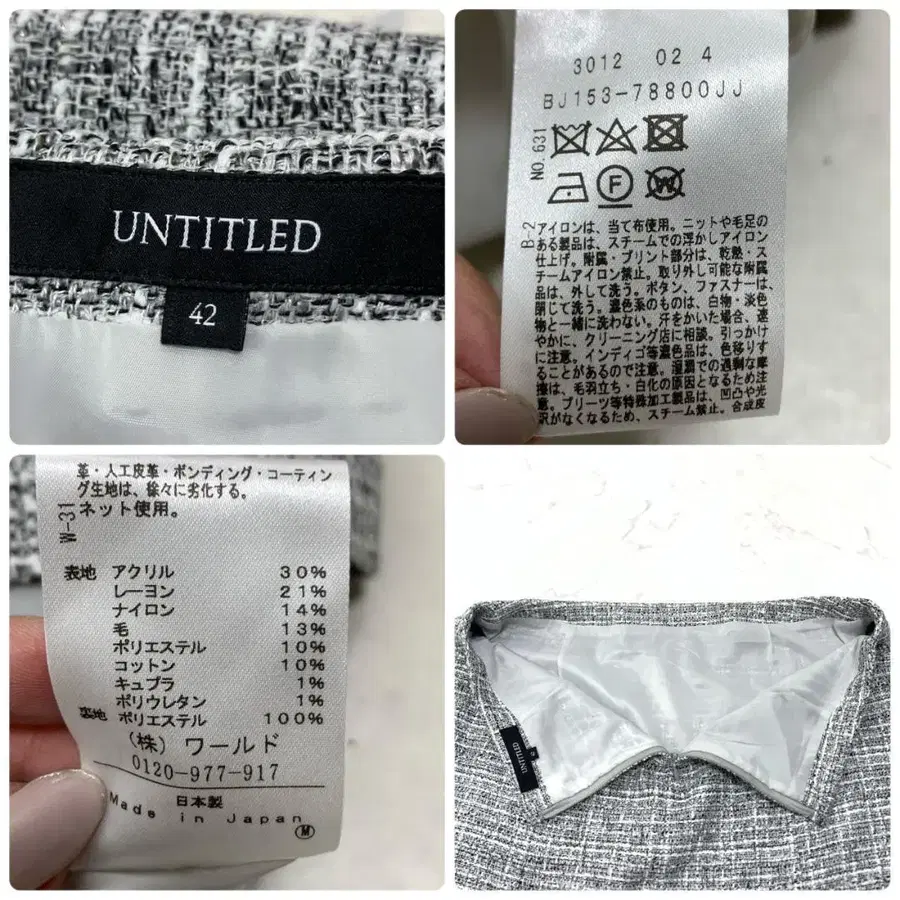 UNTITLED
42
3012 02 4
BJ153-78800JJ
NO.631
F
W
B-2
アイロンは、当て布使用。ニットや毛足の
ある製品は、スチームでの浮かしアイロン
仕上げ。附属・プリント部分は、乾熱・ス
チームアイロン禁止。取り外し可能な附属
品は、外して洗う。ボタン、ファスナーは、
閉じて洗う。濃色系のものは、白物・淡色
物と一緒に洗わない。汗をかいた場合、速
やかに、クリーニング店に相談。引っかけ
に注意。インディゴ等濃色品は、色移りす
ることがあるので注意。湿潤での過剰な摩
擦は、毛羽立ち・白化の原因となるため注
意。プリーツ等特殊加工製品は、凹凸や光
沢がなくなるため、スチーム禁止。合成皮
革・人工皮革・ボンディング・コーティン
グ生地は、徐々に劣化する。
W-31
ネット使用。
表地 アクリル 30%
レーヨン 21%
ナイロン 14%
毛 13%
ポリエステル 10%
コットン 10%
キュプラ 1%
ポリウレタン 1%
裏地 ポリエステル 100%
(株) ワールド
0120-977-917
日本製
Made in Japan
M
UNTITLED